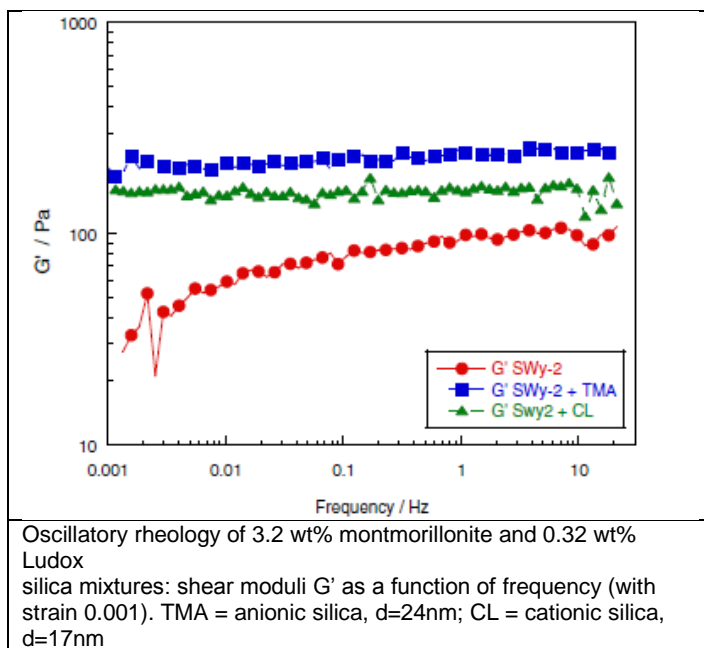 1000
100
10
G' / Pa
0.001 0.01 0.1 1 10
Frequency / Hz
G' SWy-2
G' SWy-2 + TMA
G' Swy2 + CL
Oscillatory rheology of 3.2 wt% montmorillonite and 0.32 wt%
Ludox
silica mixtures: shear moduli G’ as a function of frequency (with
strain 0.001). TMA = anionic silica, d=24nm; CL = cationic silica,
d=17nm